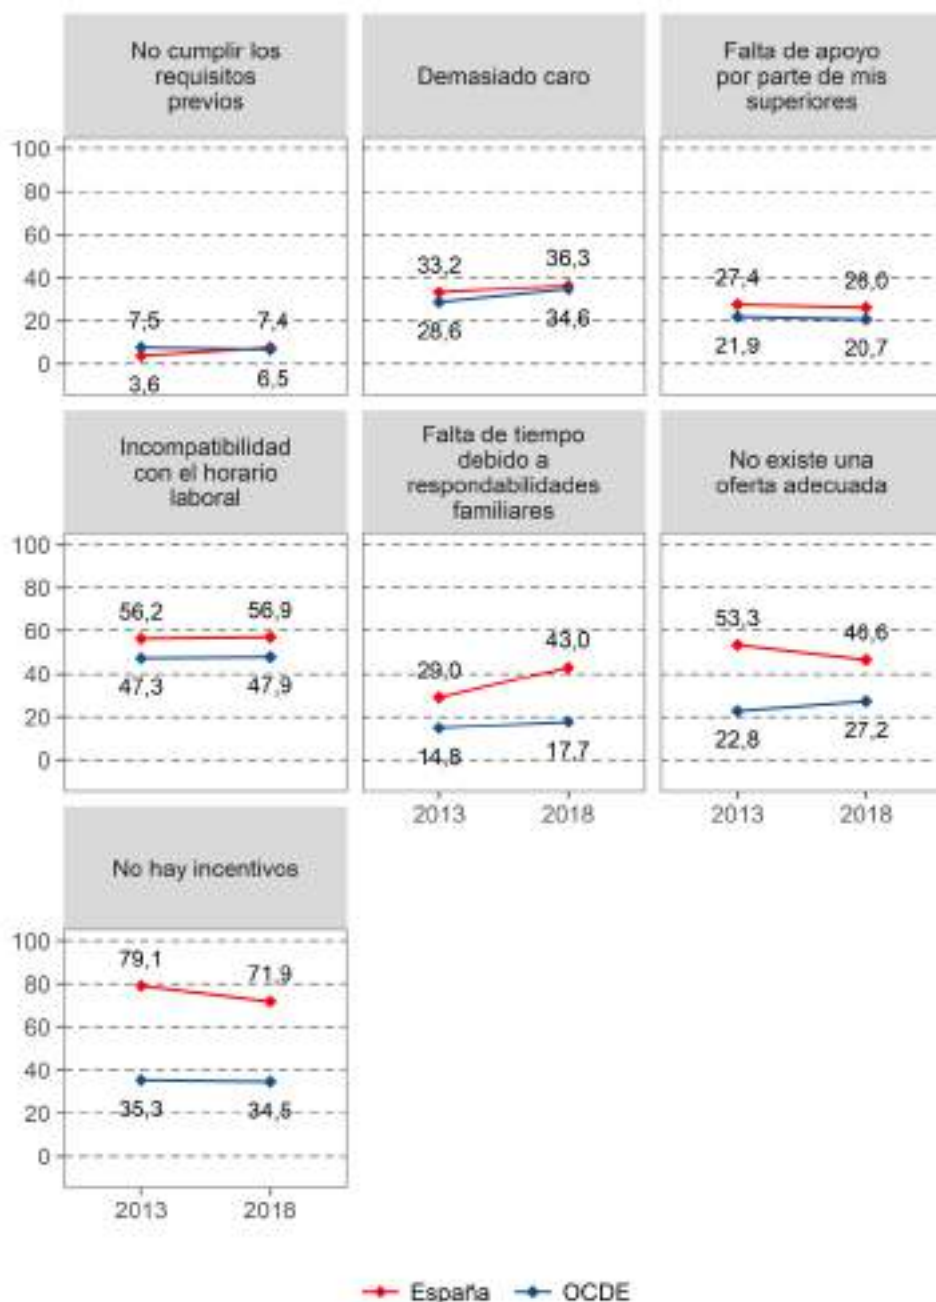 No cumplir los
requisitos
previos
Demasiado caro
Falta de apoyo
por parte de mis
superiores
100
80
60
40
20
0
7,5 7,4
3,6 6,5
33,2 36,3
28,6 34,6
27,4 26,0
21,9 20,7
Incompatibilidad
con el horario
laboral
Falta de tiempo
debido a
respondabilidades
familiares
No existe una
oferta adecuada
100
80
60
40
20
0
56,2 56,9
47,3 47,9
29,0 43,0
14,8 17,7
53,3 46,6
22,8 27,2
2013 2018
2013 2018
No hay incentivos
100
80
60
40
20
0
79,1 71,9
35,3 34,5
2013 2018
España OCDE